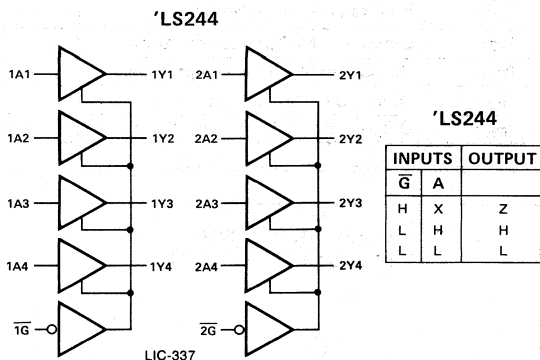 'LS244
1A1 1Y1 2A1 2Y1
1A2 1Y2 2A2 2Y2
1A3 1Y3 2A3 2Y3
1A4 1Y4 2A4 2Y4
1G̅ 2G̅
LIC-337
'LS244
INPUTS OUTPUT
G̅ A
H X Z
L H H
L L L